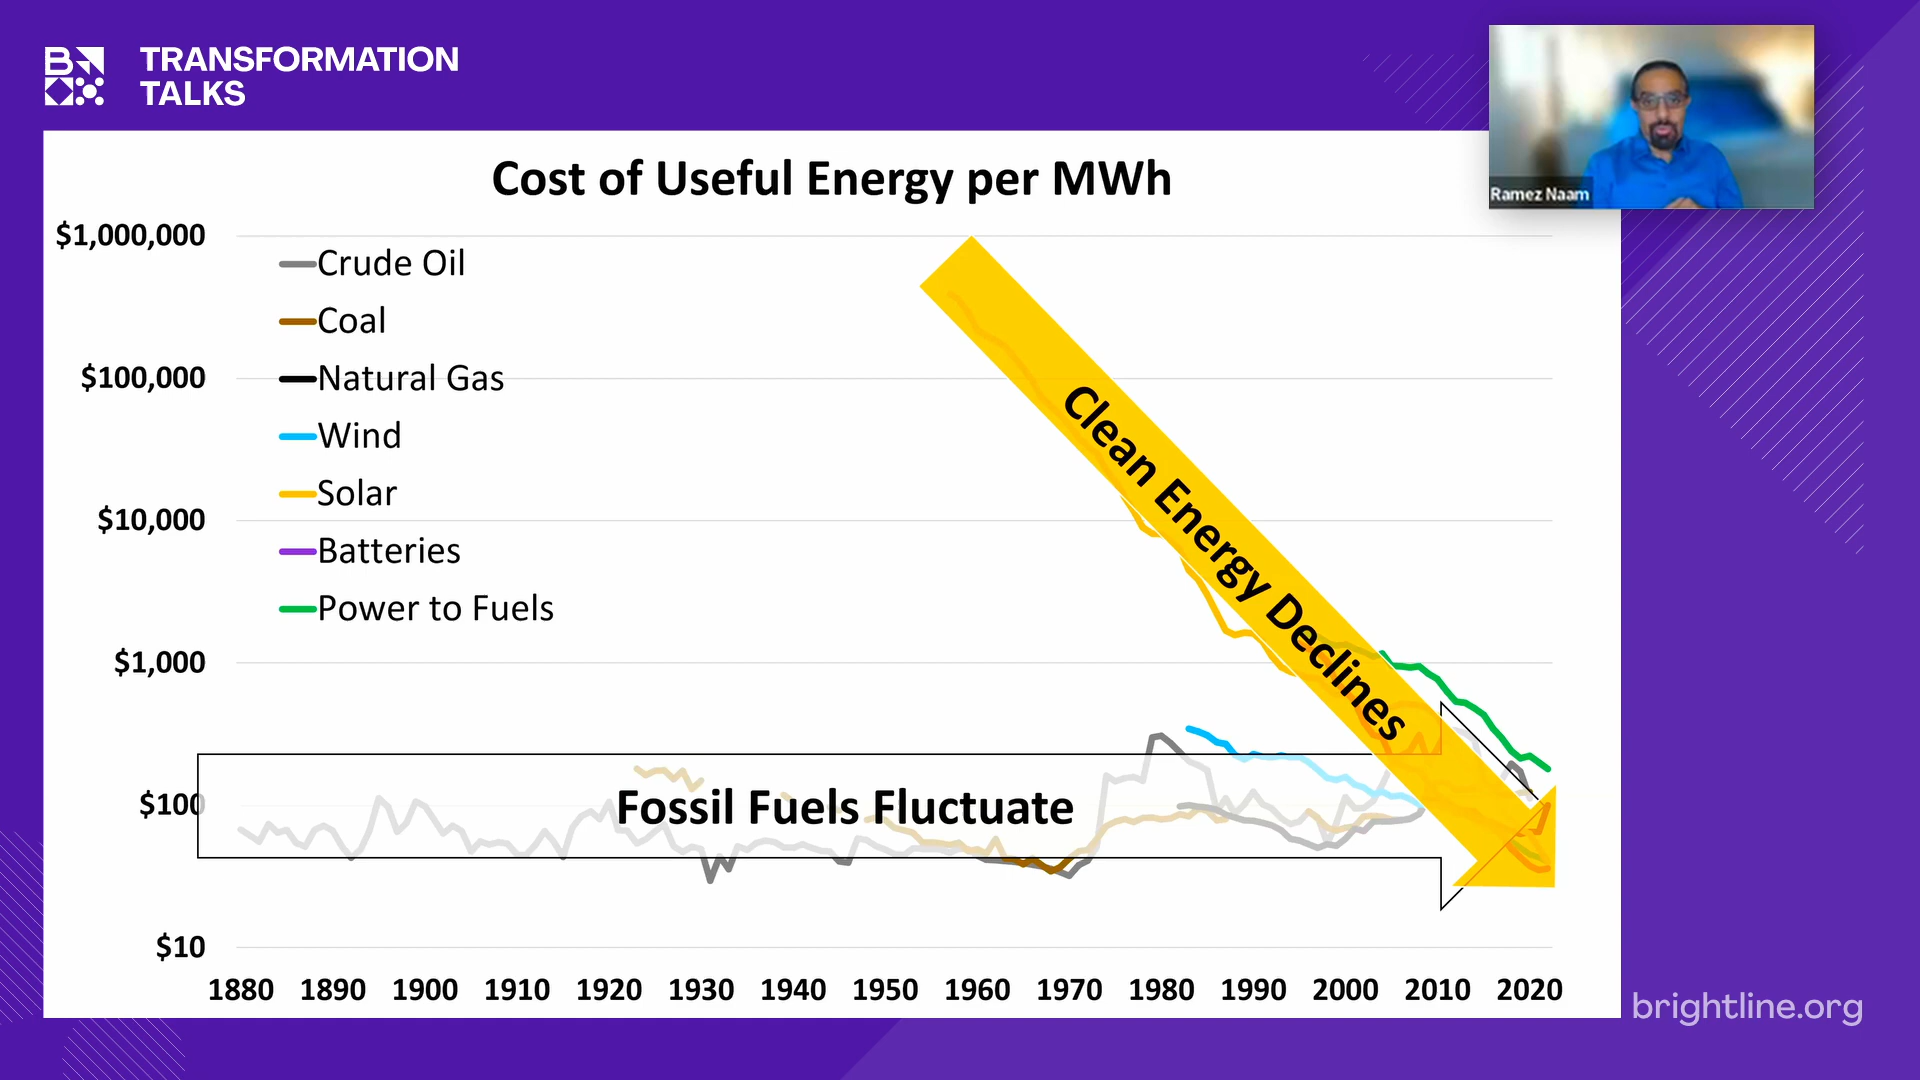 TRANSFORMATION
TALKS
Ramez Naam
Cost of Useful Energy per MWh
$1,000,000
$100,000
$10,000
$1,000
$100
$10
Crude Oil
Coal
Natural Gas
Wind
Solar
Batteries
Power to Fuels
Clean Energy Declines
Fossil Fuels Fluctuate
1880 1890 1900 1910 1920 1930 1940 1950 1960 1970 1980 1990 2000 2010 2020
brightline.org